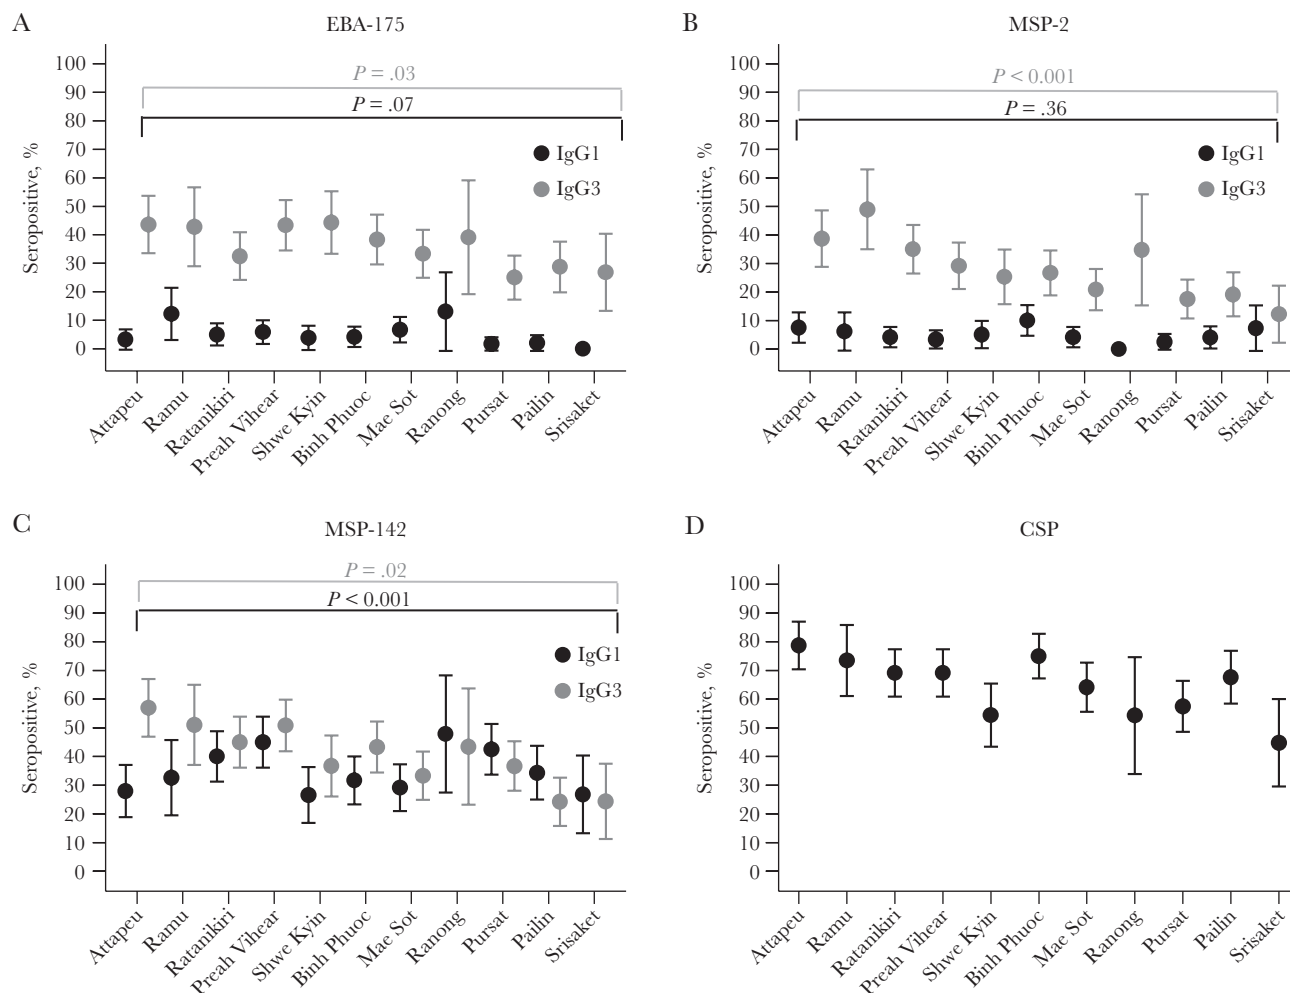 A
EBA-175
100
90
80
70
60
50
40
30
20
10
0
Seropositive, %
P = .03
P = .07
IgG1
IgG3
Attapeu
Ramu
Ratanikiri
Preah Vihear
Shwe Kyin
Binh Phuoc
Mae Sot
Ranong
Pursat
Pailin
Srisaket
B
MSP-2
100
90
80
70
60
50
40
30
20
10
0
Seropositive, %
P < 0.001
P = .36
IgG1
IgG3
Attapeu
Ramu
Ratanikiri
Preah Vihear
Shwe Kyin
Binh Phuoc
Mae Sot
Ranong
Pursat
Pailin
Srisaket
C
MSP-142
100
90
80
70
60
50
40
30
20
10
0
Seropositive, %
P = .02
P < 0.001
IgG1
IgG3
Attapeu
Ramu
Ratanikiri
Preah Vihear
Shwe Kyin
Binh Phuoc
Mae Sot
Ranong
Pursat
Pailin
Srisaket
D
CSP
100
90
80
70
60
50
40
30
20
10
0
Seropositive, %
Attapeu
Ramu
Ratanikiri
Preah Vihear
Shwe Kyin
Binh Phuoc
Mae Sot
Ranong
Pursat
Pailin
Srisaket